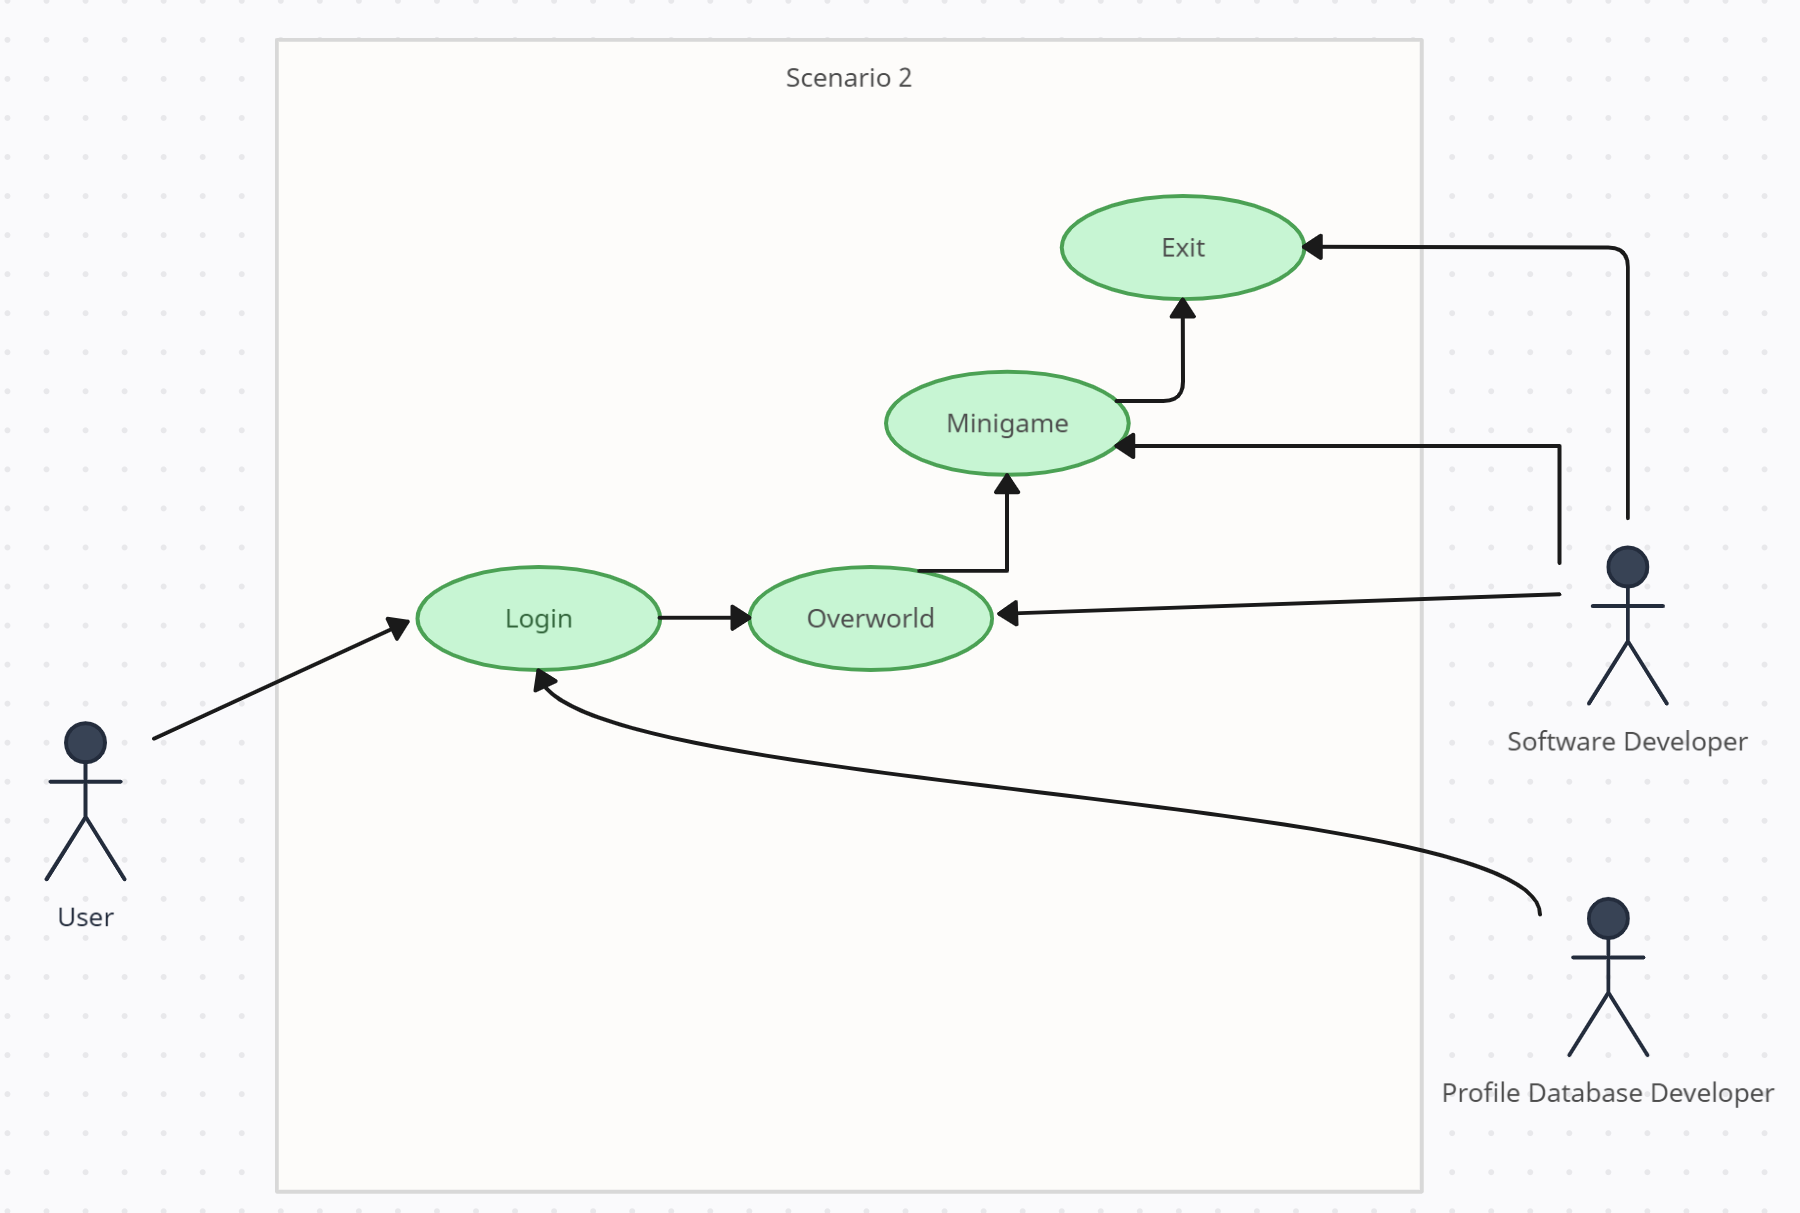 Scenario 2
Exit
Minigame
Login
Overworld
Software Developer
User
Profile Database Developer